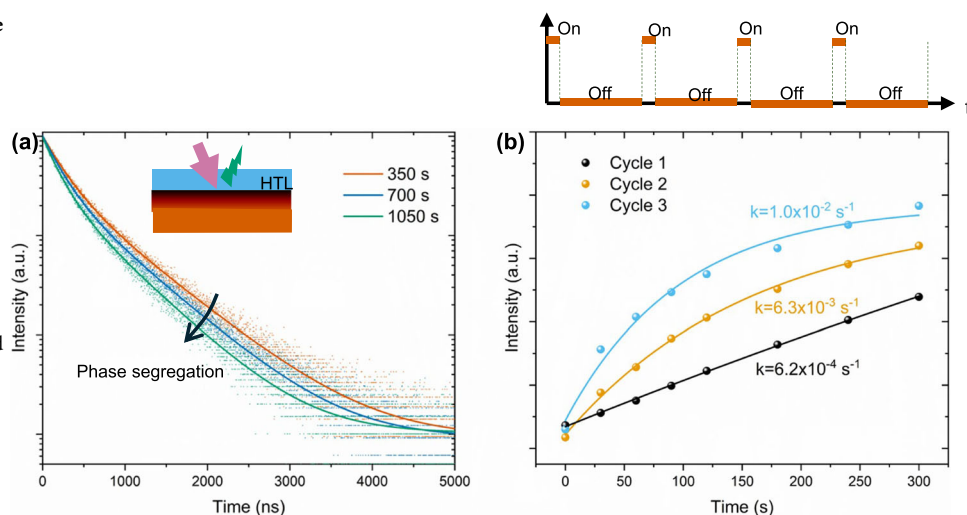 e
On On On On
Off Off Off Off
t
(a)
HTL
350 s
700 s
1050 s
Phase segregation
l
Intensity (a.u.)
0 1000 2000 3000 4000 5000
Time (ns)
(b)
Cycle 1
Cycle 2
Cycle 3
k=1.0x10⁻² s⁻¹
k=6.3x10⁻³ s⁻¹
k=6.2x10⁻⁴ s⁻¹
Intensity (a.u.)
0 50 100 150 200 250 300
Time (s)